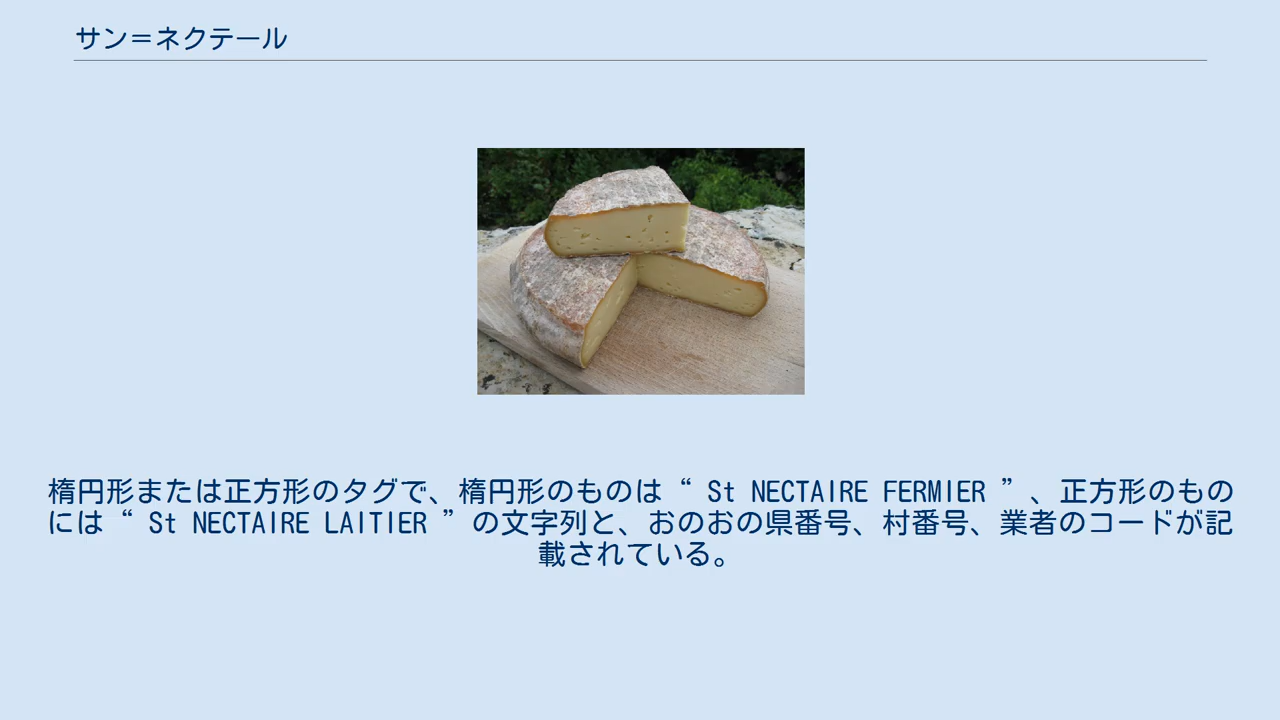 サン＝ネクテール
楕円形または正方形のタグで、楕円形のものは “ St NECTAIRE FERMIER ” 、正方形のもの
には “ St NECTAIRE LAITIER ” の文字列と、おのおの県番号、村番号、業者のコードが記
載されている。